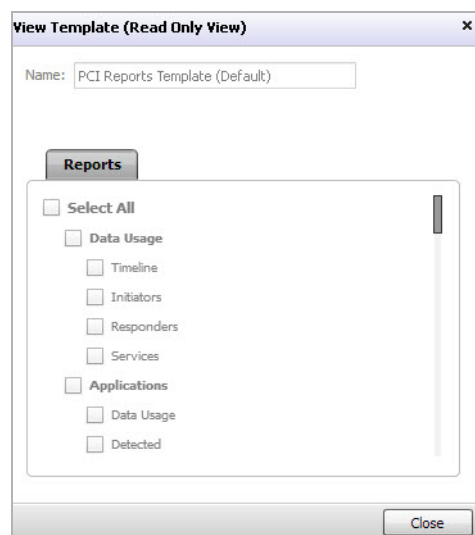 View Template (Read Only View) ×
Name: PCI Reports Template (Default)
Reports
Select All
Data Usage
Timeline
Initiators
Responders
Services
Applications
Data Usage
Detected
Close